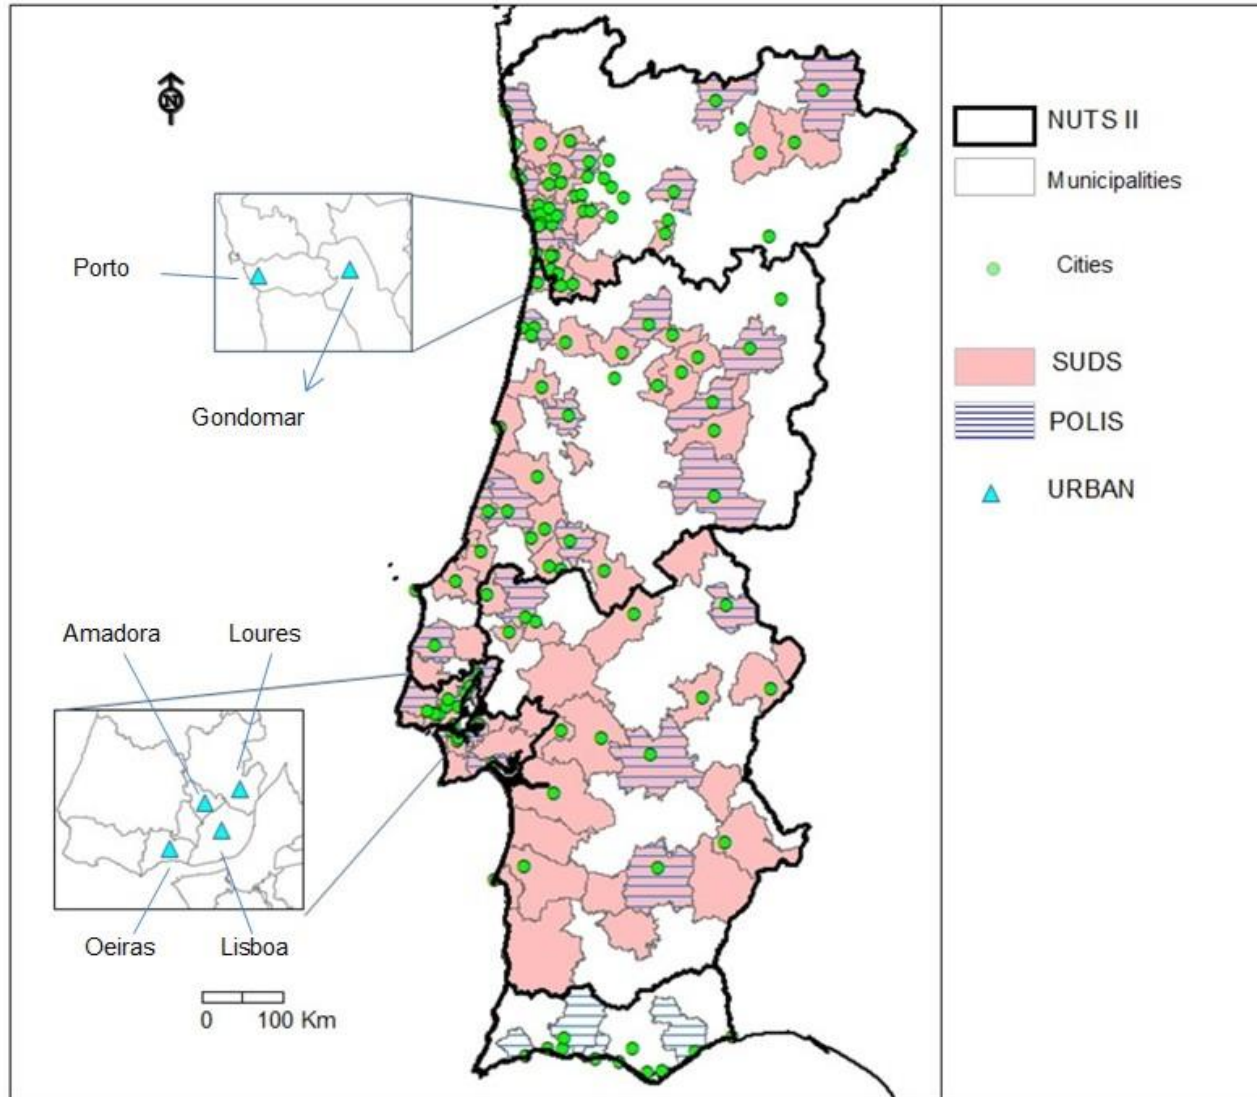 N
NUTS II
Municipalities
Porto
Cities
Gondomar
SUDS
POLIS
URBAN
Amadora
Loures
Oeiras
Lisboa
0 100 Km